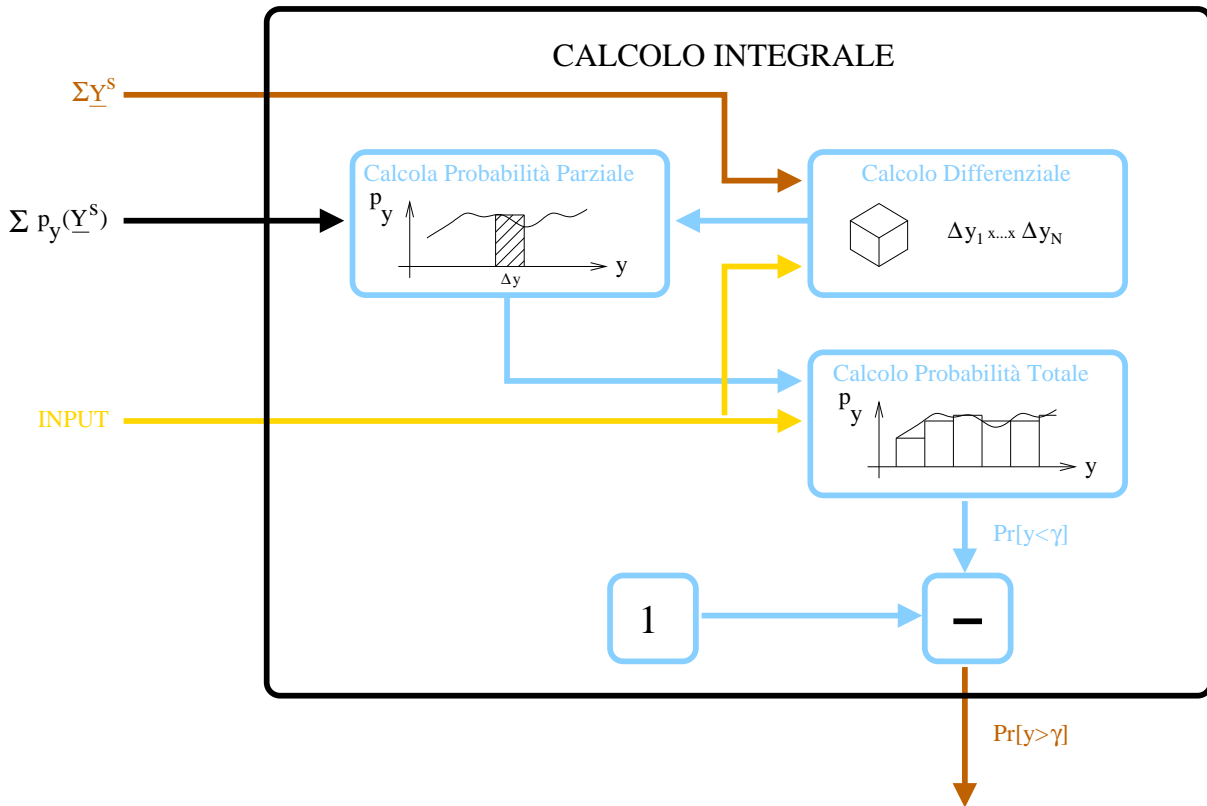 CALCOLO INTEGRALE
ΣY^S
Calcola Probabilità Parziale
p_y
y
Δy
Calcolo Differenziale
Δy_1 x...x Δy_N
Σ p_y(Y^S)
Calcolo Probabilità Totale
p_y
y
INPUT
Pr[y<γ]
1
–
Pr[y>γ]